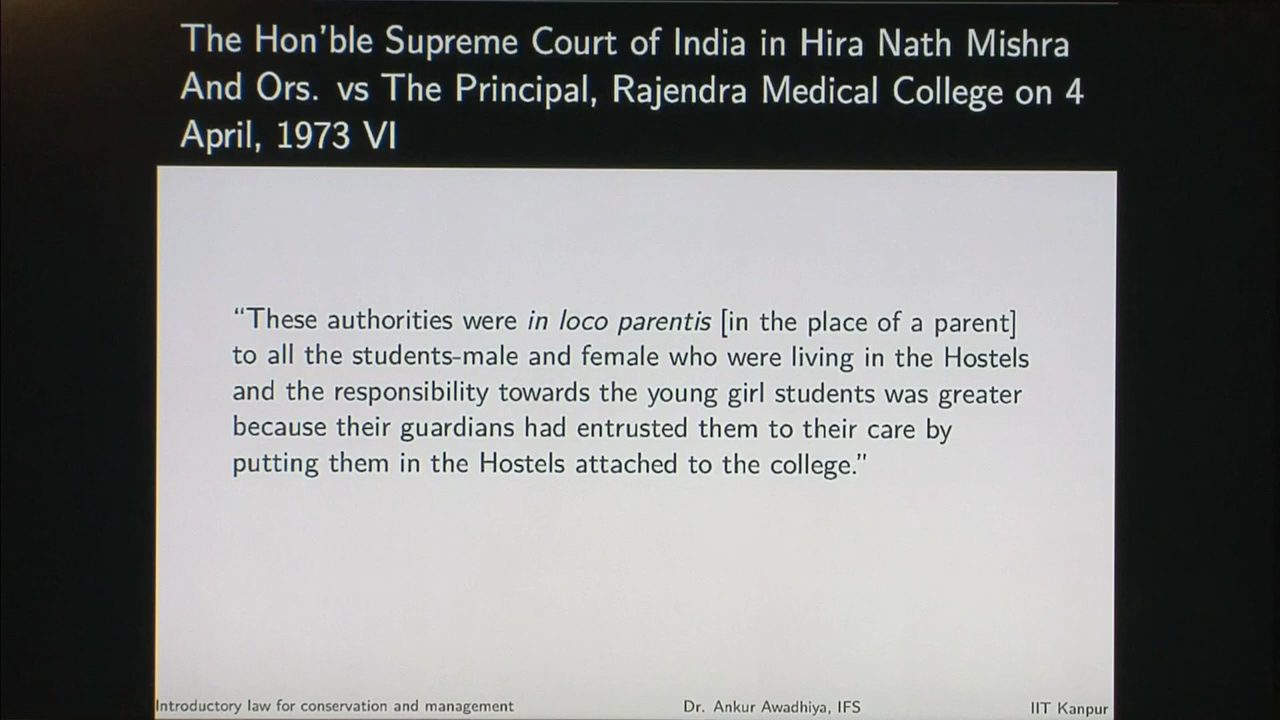 The Hon'ble Supreme Court of India in Hira Nath Mishra
And Ors. vs The Principal, Rajendra Medical College on 4
April, 1973 VI
“These authorities were in loco parentis [in the place of a parent]
to all the students-male and female who were living in the Hostels
and the responsibility towards the young girl students was greater
because their guardians had entrusted them to their care by
putting them in the Hostels attached to the college.”
Introductory law for conservation and management Dr. Ankur Awadhiya, IFS IIT Kanpur